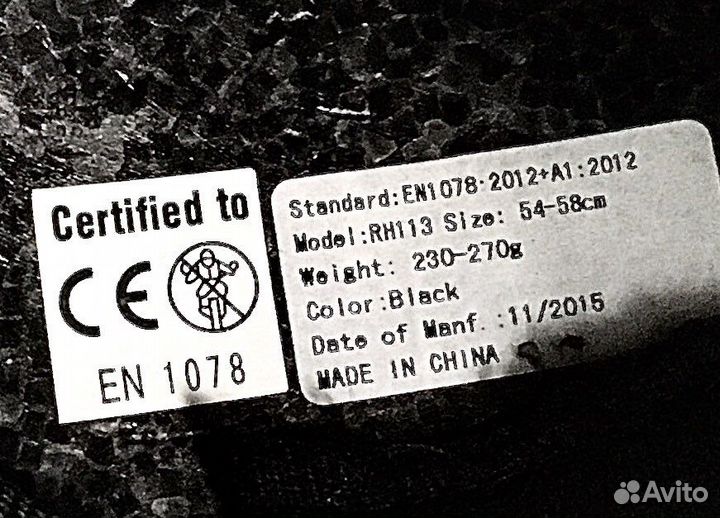 Certified to
CE
EN 1078
Standard:EN1078:2012+A1:2012
Model:RH113 Size: 54-58cm
Weight: 230-270g
Color:Black
Date of Manf.:11/2015
MADE IN CHINA
Avito